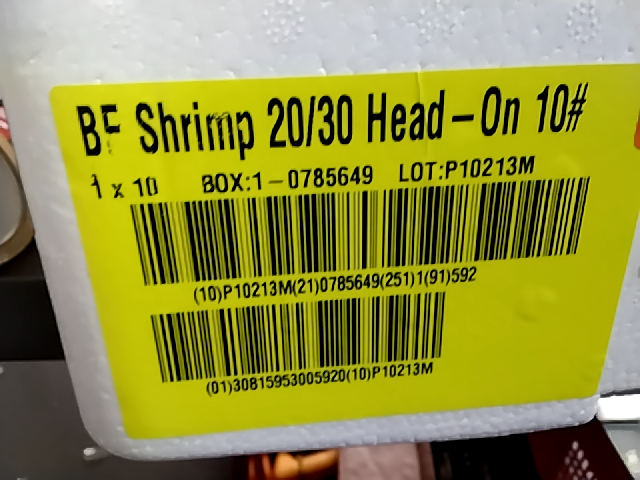 BF Shrimp 20/30 Head-On 10#
1 x 10 BOX:1-0785649 LOT:P10213M
(10)P10213M(21)0785649(251)1(91)592
(01)30815953005920(10)P10213M